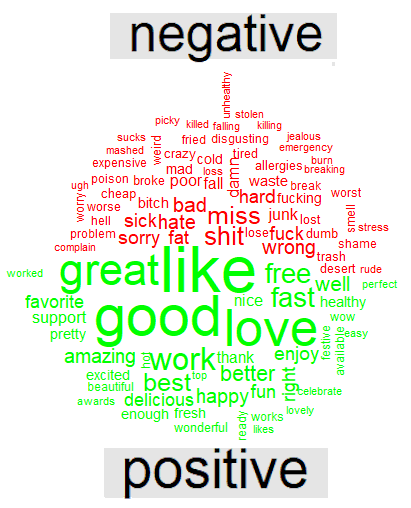 negative
unhealthy
stolen
picky killed falling killing
sucks weird fried disgusting jealous
mashed crazy cold tired emergency
expensive mad loss damn allergies burn
breaking
poison broke poor fall waste break
ugh worry cheap hard fucking worst
worse bitch bad miss junk lost smell
hell sick hate stress
problem sorry fat shit lose fuck dumb
complain wrong shame
trash
great like desert rude
worked free well perfect
favorite good nice fast healthy
support love wow
pretty festive available easy
amazing work thank enjoy
hot
excited best top better right
beautiful happy fun celebrate
awards delicious
enough fresh ready works lovely
wonderful likes
positive